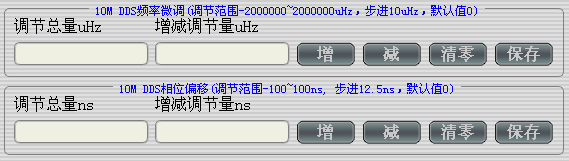 10M DDS频率微调(调节范围-2000000~2000000uHz，步进10uHz，默认值0)
调节总量uHz 增减调节量uHz
增 减 清零 保存
10M DDS相位偏移(调节范围-100~100ns, 步进12.5ns，默认值0)
调节总量ns 增减调节量ns
增 减 清零 保存